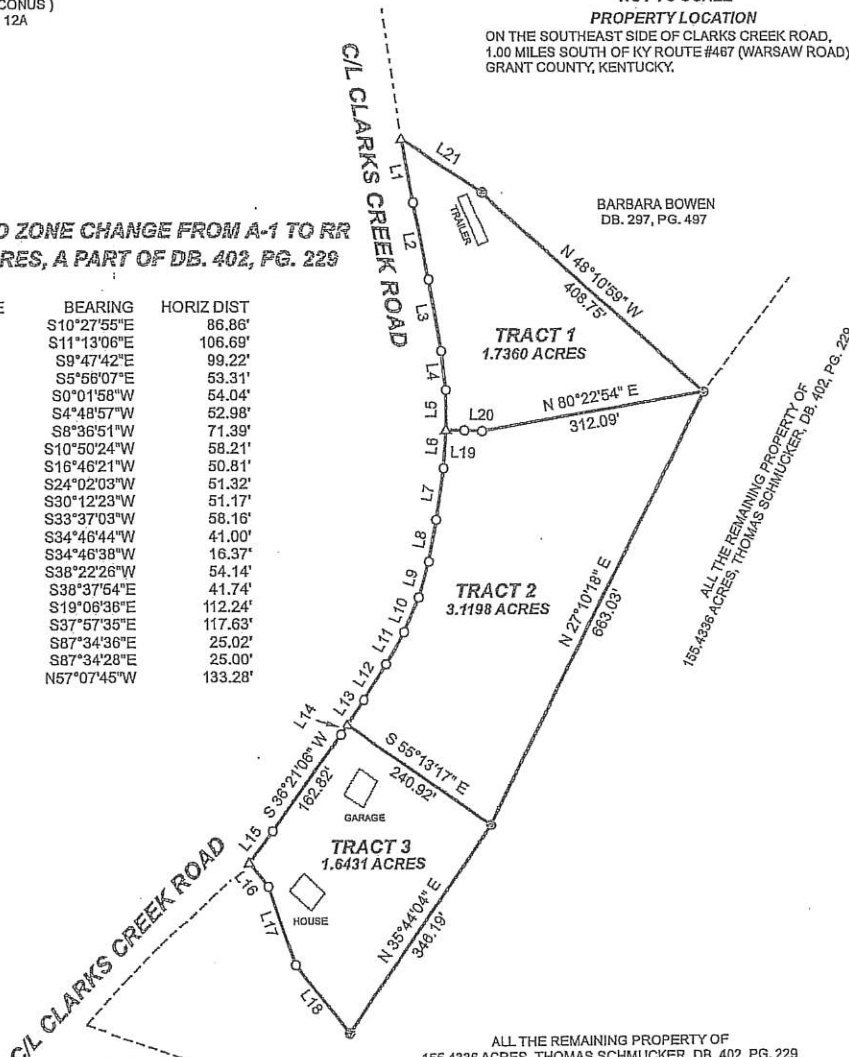 CONUS )
12A
PROPERTY LOCATION
ON THE SOUTHEAST SIDE OF CLARKS CREEK ROAD,
1.00 MILES SOUTH OF KY ROUTE #467 (WARSAW ROAD)
GRANT COUNTY, KENTUCKY.
C/L CLARKS CREEK ROAD
L21
L1
TRAILER
BARBARA BOWEN
DB. 297, PG. 497
ZONE CHANGE FROM A-1 TO RR
RES, A PART OF DB. 402, PG. 229
L2
N 48°10'59" W
408.75'
BEARING HORIZ DIST
S10°27'55"E 86.86'
S11°13'06"E 106.69'
S9°47'42"E 99.22'
S5°56'07"E 53.31'
S0°01'58"W 54.04'
S4°48'57"W 52.98'
S8°36'51"W 71.39'
S10°50'24"W 58.21'
S16°46'21"W 50.81'
S24°02'03"W 51.32'
S30°12'23"W 51.17'
S33°37'03"W 58.16'
S34°46'44"W 41.00'
S34°46'38"W 16.37'
S38°22'26"W 54.14'
S38°37'54"E 41.74'
S19°06'36"E 112.24'
S37°57'35"E 117.63'
S87°34'36"E 25.02'
S87°34'28"E 25.00'
N57°07'45"W 133.28'
L3
TRACT 1
1.7360 ACRES
L4
L5
L20
N 80°22'54" E
312.09'
L6
L19
L7
ALL THE REMAINING PROPERTY OF
155.4336 ACRES, THOMAS SCHMUCKER, DB. 402, PG. 229
L8
L9
TRACT 2
3.1198 ACRES
N 27°10'18" E
663.03'
L10
L11
L12
L13
L14
S 55°13'17" E
240.92'
S 36°21'06" W
162.82'
GARAGE
TRACT 3
1.6431 ACRES
L15
L16
HOUSE
L17
N 35°44'04" E
346.19'
L18
C/L CLARKS CREEK ROAD
ALL THE REMAINING PROPERTY OF
155.4336 ACRES, THOMAS SCHMUCKER, DB. 402, PG. 229